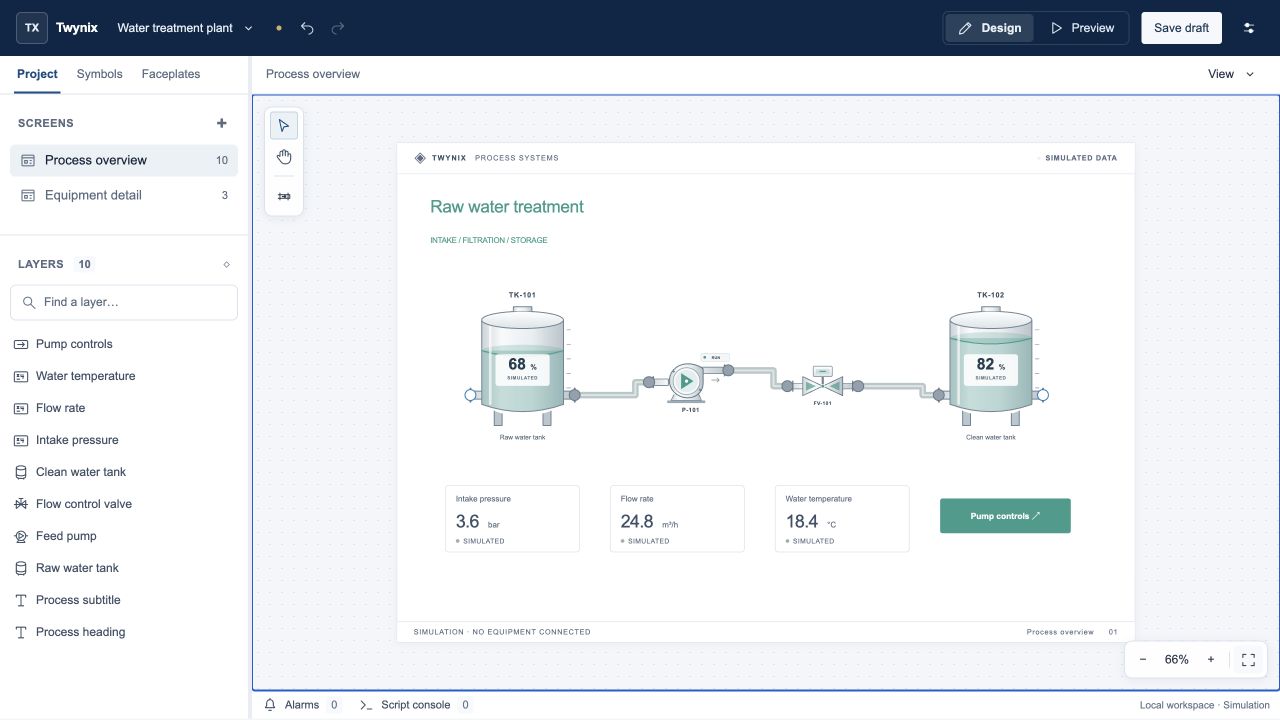 TX Twynix Water treatment plant Design Preview Save draft
Project Symbols Faceplates Process overview View
SCREENS
Process overview 10
Equipment detail 3
LAYERS 10
Find a layer…
Pump controls
Water temperature
Flow rate
Intake pressure
Clean water tank
Flow control valve
Feed pump
Raw water tank
Process subtitle
Process heading
TWYNIX PROCESS SYSTEMS SIMULATED DATA
Raw water treatment
INTAKE / FILTRATION / STORAGE
TK-101
68 %
SIMULATED
Raw water tank
RUN
P-101
FV-101
TK-102
82 %
SIMULATED
Clean water tank
Intake pressure
3.6 bar
SIMULATED
Flow rate
24.8 m³/h
SIMULATED
Water temperature
18.4 °C
SIMULATED
Pump controls ↗
SIMULATION · NO EQUIPMENT CONNECTED Process overview 01
− 66% +
Alarms 0 Script console 0 Local workspace · Simulation